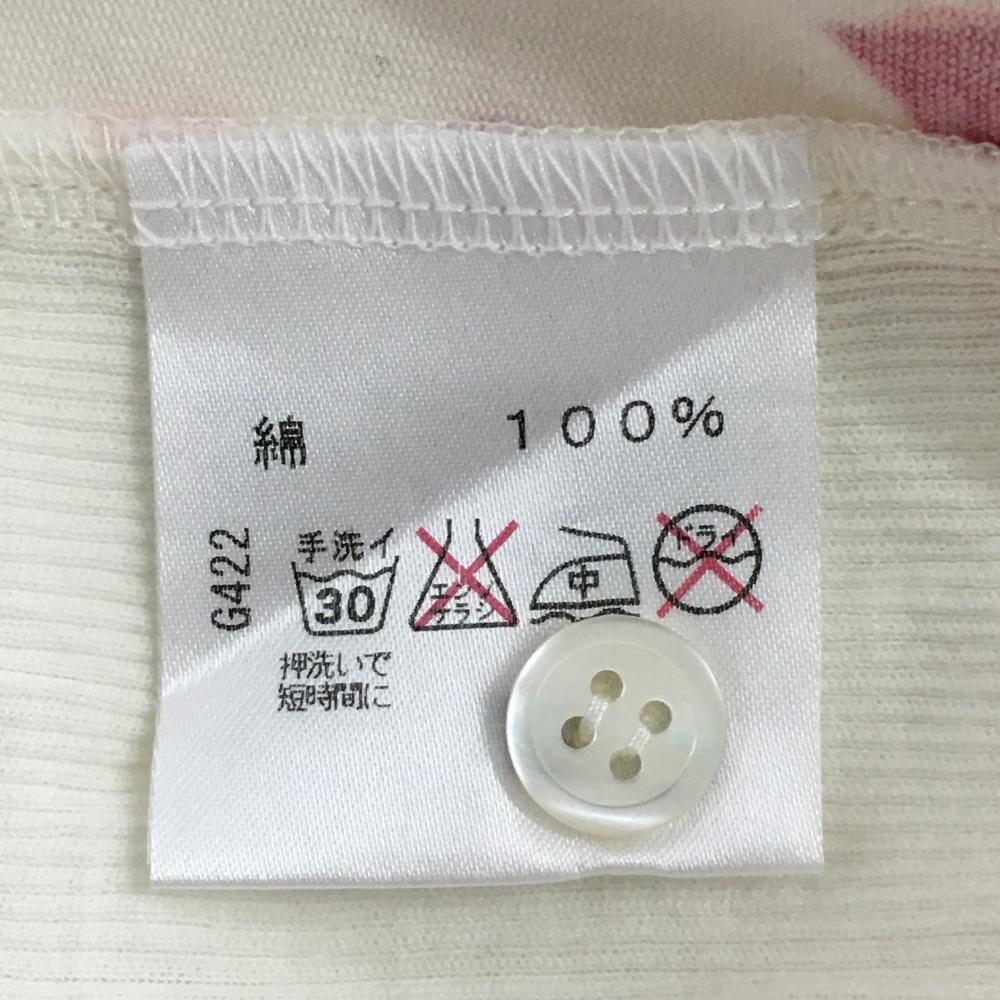 綿 100%
G422
手洗イ
30
エンソ
サラシ
中
ドライ
押洗いで
短時間に